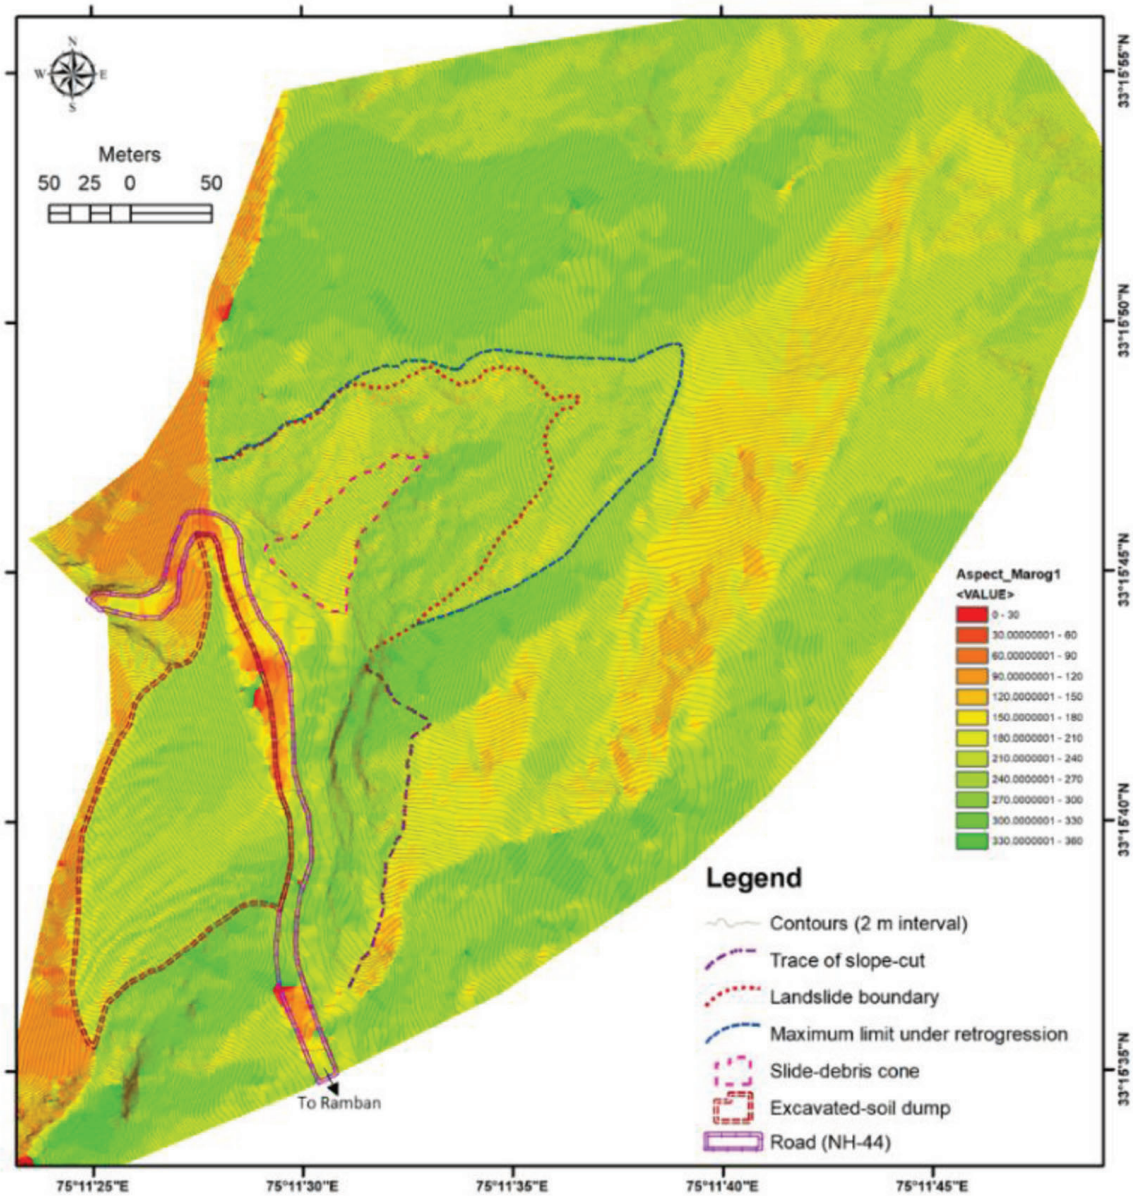 N
W E
S
Meters
50 25 0 50
33°15'55"N
33°15'50"N
33°15'45"N
33°15'40"N
33°15'35"N
Aspect_Marog1
<VALUE>
0 - 30
30.00000001 - 60
60.00000001 - 90
90.00000001 - 120
120.0000001 - 150
150.0000001 - 180
180.0000001 - 210
210.0000001 - 240
240.0000001 - 270
270.0000001 - 300
300.0000001 - 330
330.0000001 - 360
Legend
Contours (2 m interval)
Trace of slope-cut
Landslide boundary
Maximum limit under retrogression
Slide-debris cone
Excavated-soil dump
Road (NH-44)
To Ramban
75°11'25"E 75°11'30"E 75°11'35"E 75°11'40"E 75°11'45"E